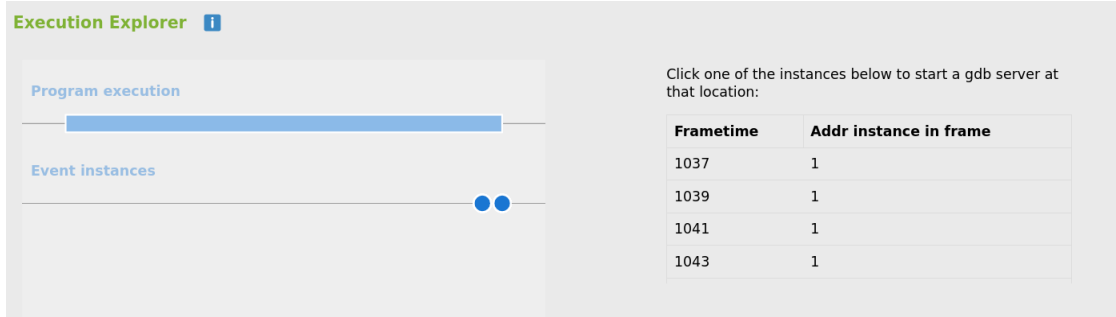 Execution Explorer i
Program execution
Event instances
Click one of the instances below to start a gdb server at
that location:
Frametime Addr instance in frame
1037 1
1039 1
1041 1
1043 1